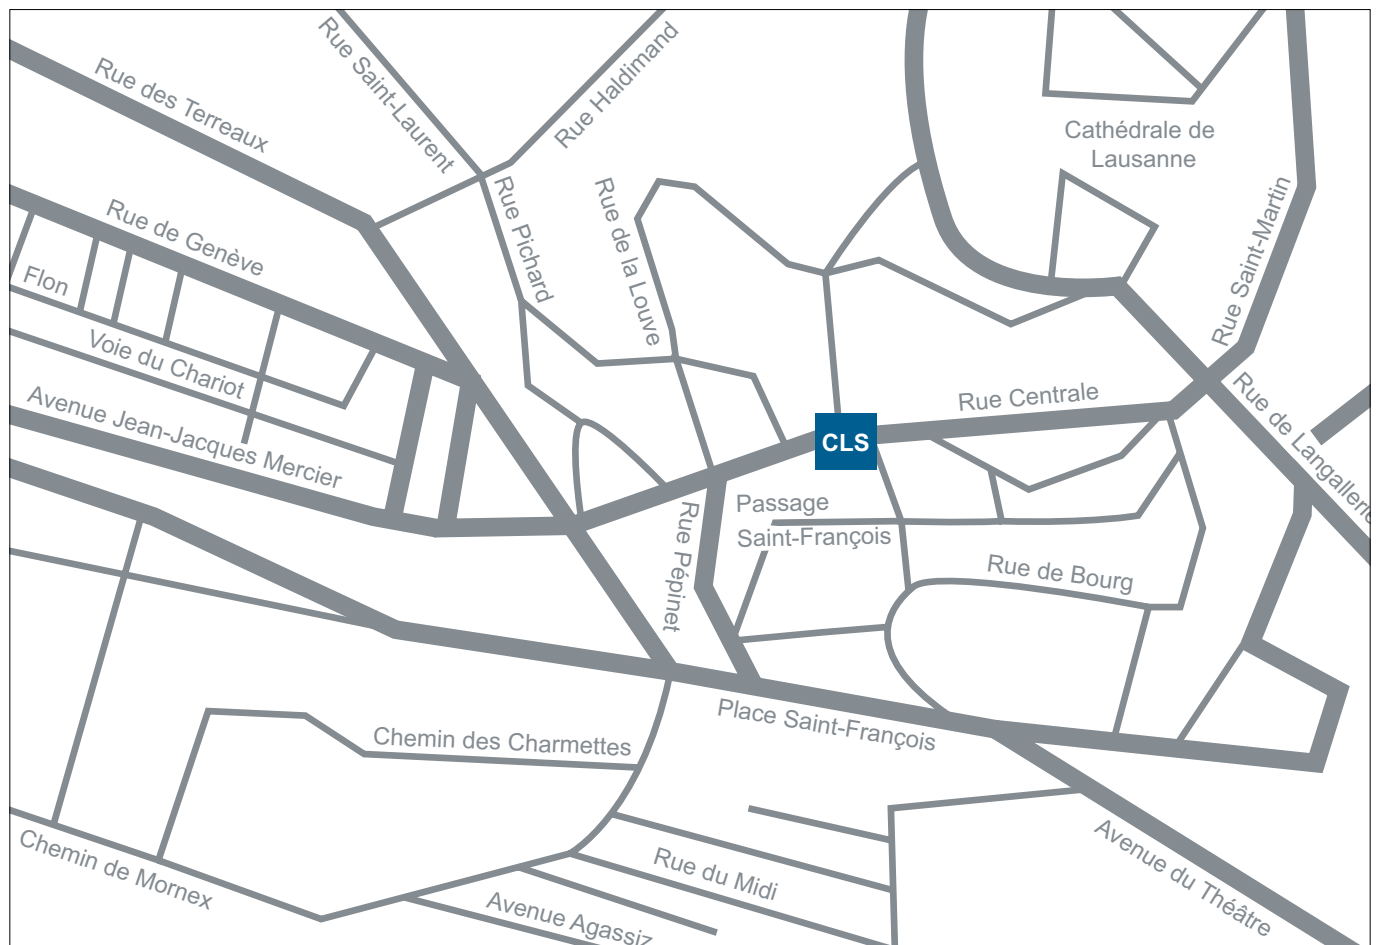 Rue Saint-Laurent
Rue Haldimand
Rue des Terreaux
Cathédrale de
Lausanne
Rue de Genève
Rue Pichard
Rue de la Louve
Rue Saint-Martin
Flon
Voie du Chariot
Avenue Jean-Jacques Mercier
Rue Centrale
Rue de Langallerie
CLS
Passage
Saint-François
Rue Pépinet
Rue de Bourg
Place Saint-François
Chemin des Charmettes
Chemin de Mornex
Rue du Midi
Avenue Agassiz
Avenue du Théâtre